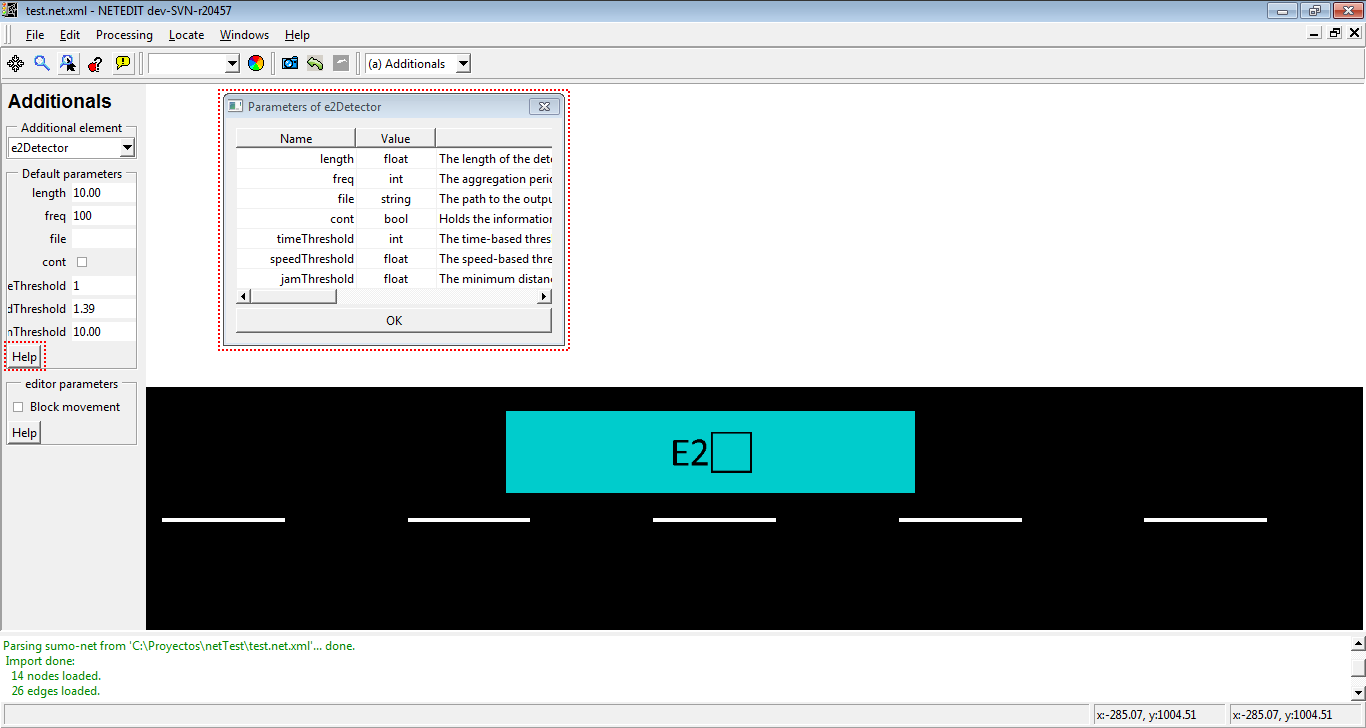 test.net.xml - NETEDIT dev-SVN-r20457
File Edit Processing Locate Windows Help
(a) Additionals
Additionals
Additional element
e2Detector
Default parameters
length 10.00
freq 100
file
cont
eThreshold 1
dThreshold 1.39
nThreshold 10.00
Help
editor parameters
Block movement
Help
Parameters of e2Detector
Name Value
length float The length of the dete
freq int The aggregation peric
file string The path to the outpu
cont bool Holds the information
timeThreshold int The time-based thres
speedThreshold float The speed-based thre
jamThreshold float The minimum distanc
OK
E2
Parsing sumo-net from 'C:\Proyectos\netTest\test.net.xml'... done.
Import done:
14 nodes loaded.
26 edges loaded.
x:-285.07, y:1004.51 x:-285.07, y:1004.51